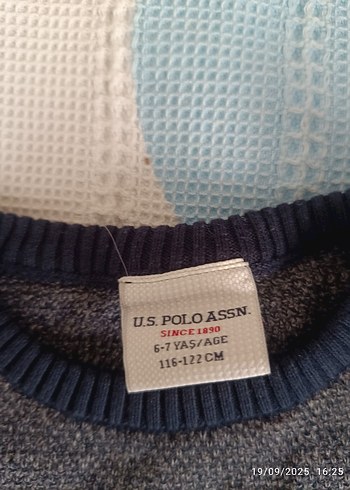 U.S. POLO ASSN.
SINCE 1890
6-7 YAŞ/AGE
116-122 CM
19/09/2025 16:25